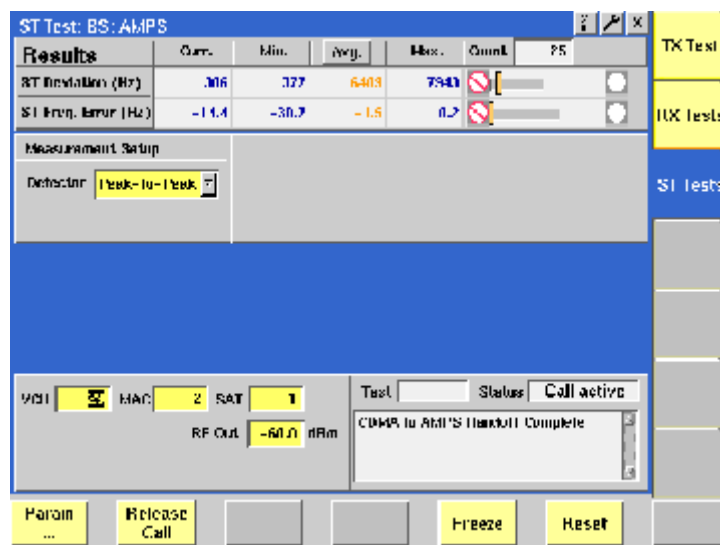 ST Test: BS: AMPS
Results Curr. Min. Avg. Max. Count 25
ST Deviation (Hz) 6403 7943
ST Freq. Error (Hz) -14.4 -30.2 -1.5 0.2
Measurement Setup
Detector Peak-to-Peak
VCH MAC 2 SAT 1
RF Out -60.0 dBm
Test Status Call active
CDMA to AMPS Handoff Complete
Param ...
Release Call
Freeze
Reset
TX Test
RX Tests
ST Tests